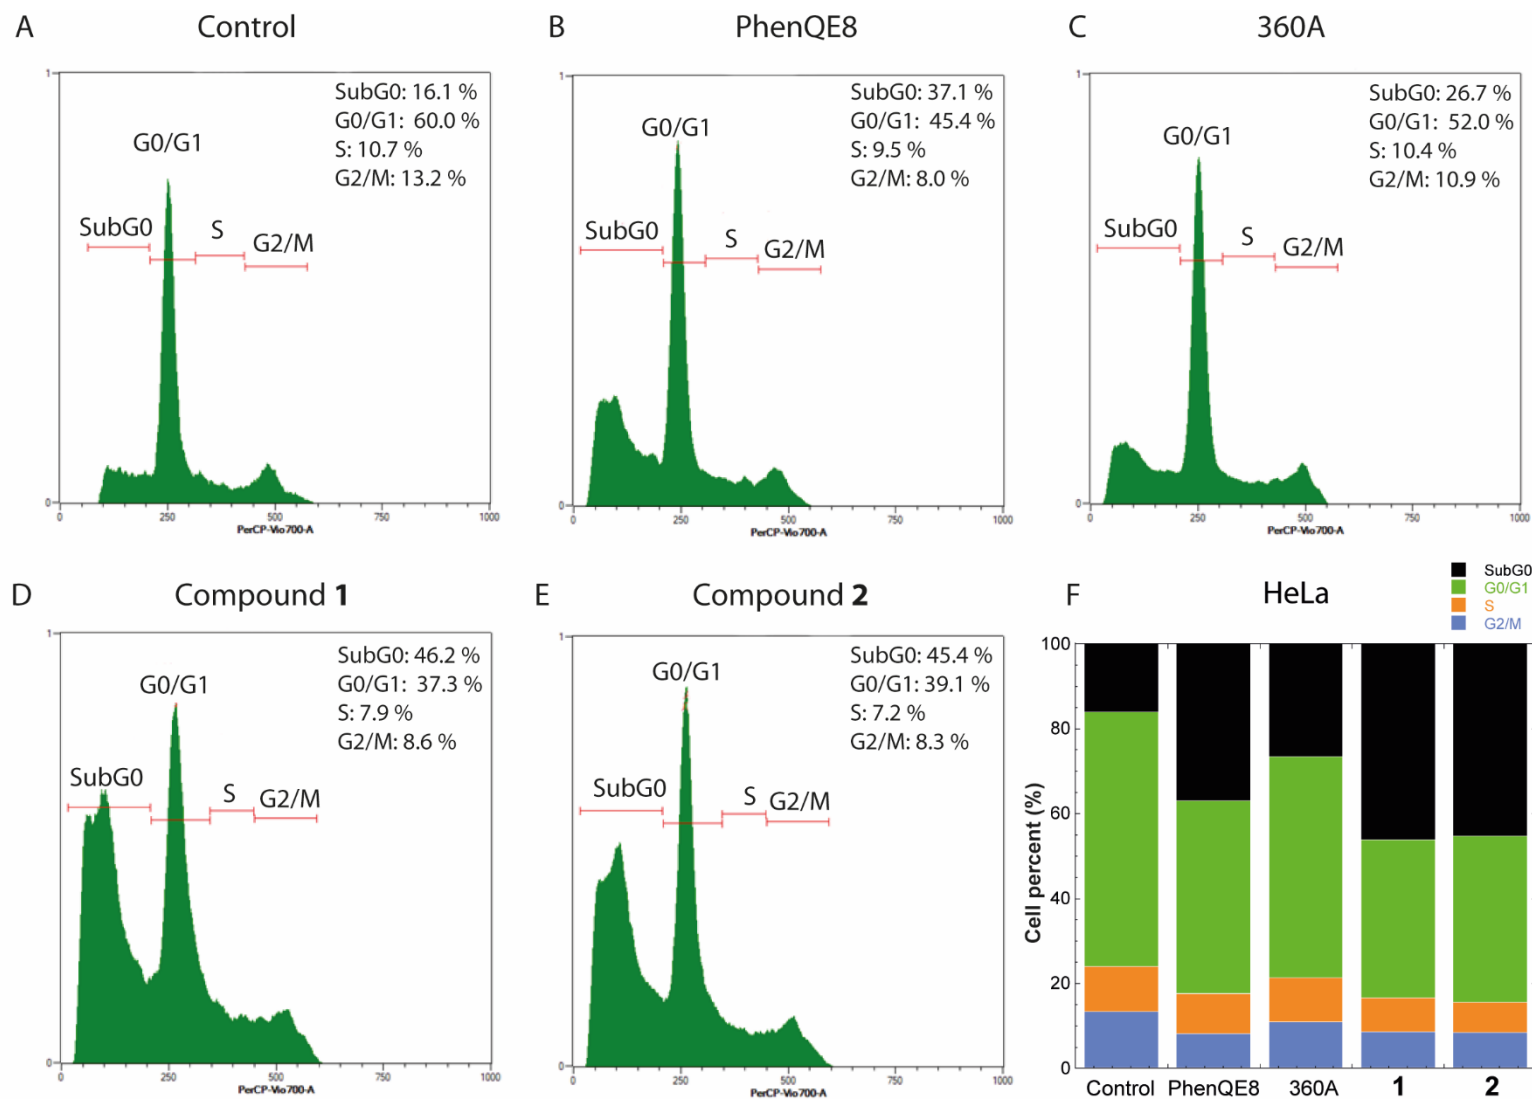 A Control
SubG0: 16.1 %
G0/G1: 60.0 %
S: 10.7 %
G2/M: 13.2 %
G0/G1
SubG0
S
G2/M
1
0
0 250 500 750 1000
PerCP-Vio700-A
B PhenQE8
SubG0: 37.1 %
G0/G1: 45.4 %
S: 9.5 %
G2/M: 8.0 %
G0/G1
SubG0
S
G2/M
1
0
0 250 500 750 1000
PerCP-Vio700-A
C 360A
SubG0: 26.7 %
G0/G1: 52.0 %
S: 10.4 %
G2/M: 10.9 %
G0/G1
SubG0
S
G2/M
1
0
0 250 500 750 1000
PerCP-Vio700-A
D Compound 1
SubG0: 46.2 %
G0/G1: 37.3 %
S: 7.9 %
G2/M: 8.6 %
G0/G1
SubG0
S
G2/M
1
0
0 250 500 750 1000
PerCP-Vio700-A
E Compound 2
SubG0: 45.4 %
G0/G1: 39.1 %
S: 7.2 %
G2/M: 8.3 %
G0/G1
SubG0
S
G2/M
1
0
0 250 500 750 1000
PerCP-Vio700-A
F HeLa
SubG0
G0/G1
S
G2/M
Cell percent (%)
100
80
60
40
20
0
Control PhenQE8 360A 1 2